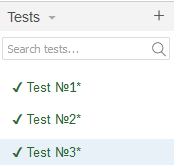 Tests +
Search tests...
✔ Test №1*
✔ Test №2*
✔ Test №3*